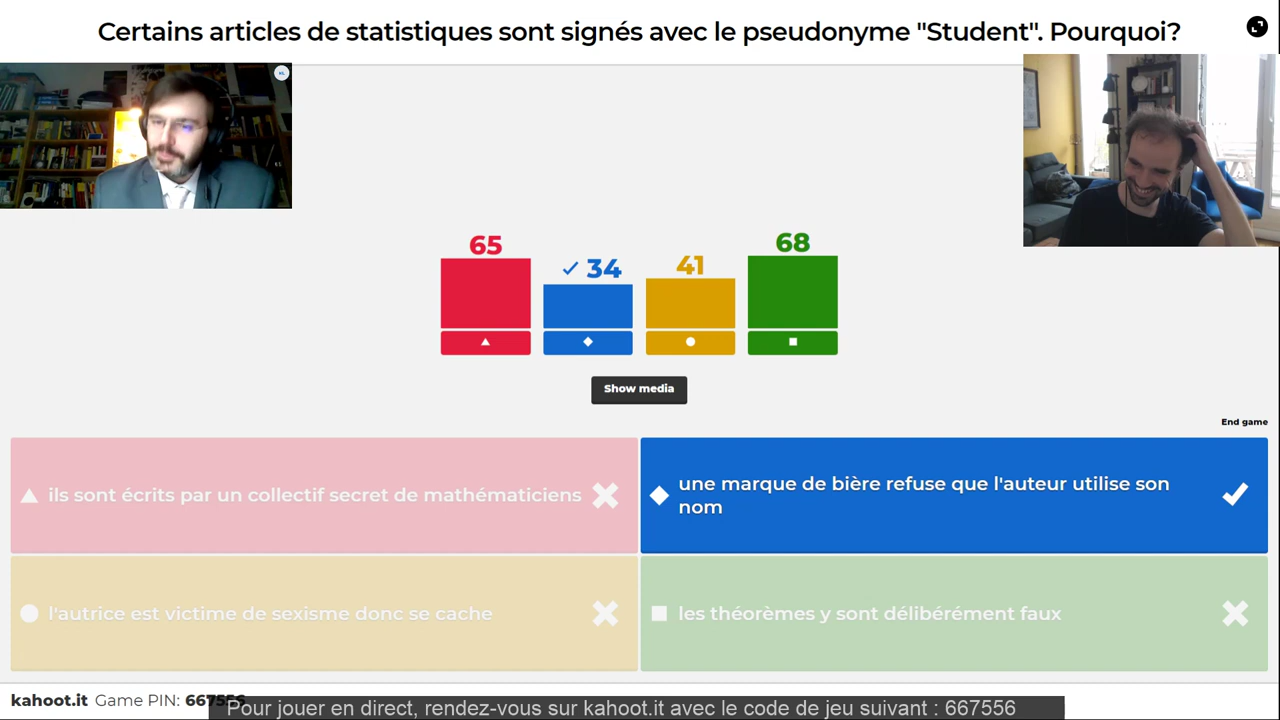 Certains articles de statistiques sont signés avec le pseudonyme "Student". Pourquoi?
65
34
41
68
Show media
End game
ils sont écrits par un collectif secret de mathématiciens
une marque de bière refuse que l'auteur utilise son
nom
l'autrice est victime de sexisme donc se cache
les théorèmes y sont délibérément faux
kahoot.it Game PIN: 667556
Pour jouer en direct, rendez-vous sur kahoot.it avec le code de jeu suivant : 667556